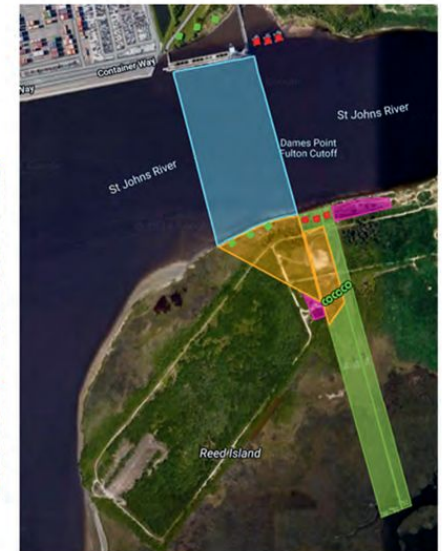 Container Way
Way
St Johns River
Dames Point
Fulton Cutoff
St Johns River
Reed Island